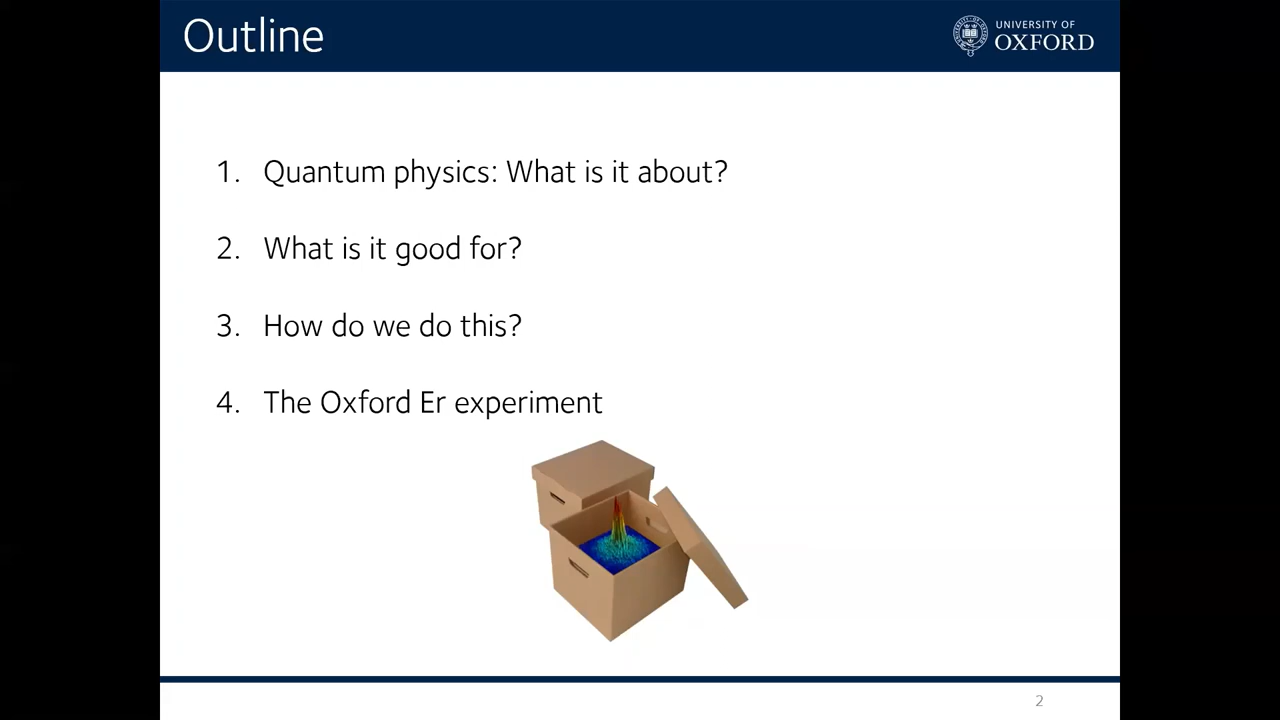 Outline
UNIVERSITY OF
OXFORD
1. Quantum physics: What is it about?
2. What is it good for?
3. How do we do this?
4. The Oxford Er experiment
2